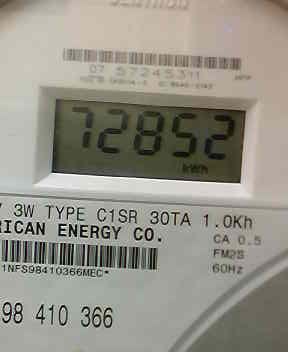 07 57245311
72852
kWh
3W TYPE C1SR 30TA 1.0Kh
RICAN ENERGY CO.
CA 0.5
FM2S
1NFS98410366MEC*
60Hz
98 410 366